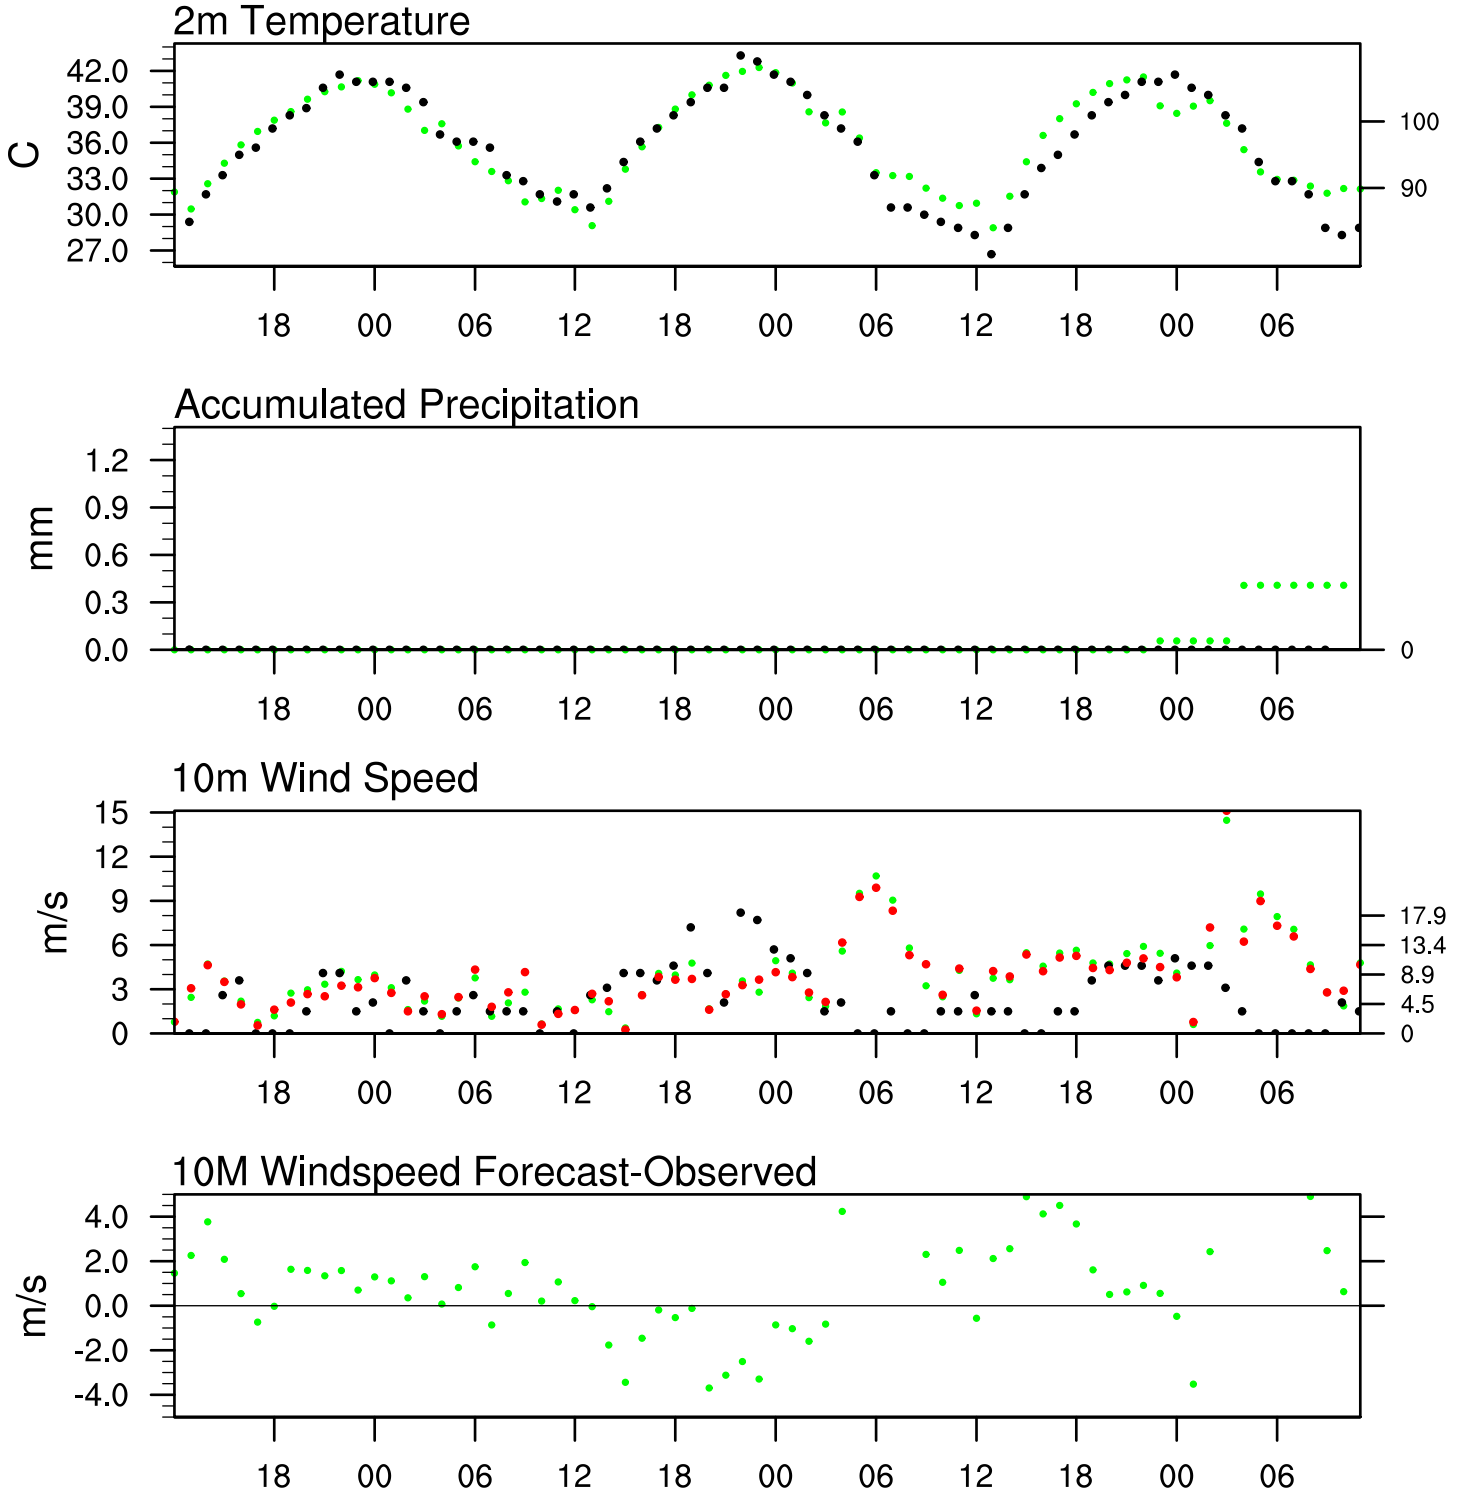 2m Temperature
42.0
39.0
36.0
33.0
30.0
27.0
C
100
90
18 00 06 12 18 00 06 12 18 00 06
Accumulated Precipitation
1.2
0.9
0.6
0.3
0.0
mm
0
18 00 06 12 18 00 06 12 18 00 06
10m Wind Speed
15
12
9
6
3
0
m/s
17.9
13.4
8.9
4.5
0
18 00 06 12 18 00 06 12 18 00 06
10M Windspeed Forecast-Observed
4.0
2.0
0.0
-2.0
-4.0
m/s
18 00 06 12 18 00 06 12 18 00 06